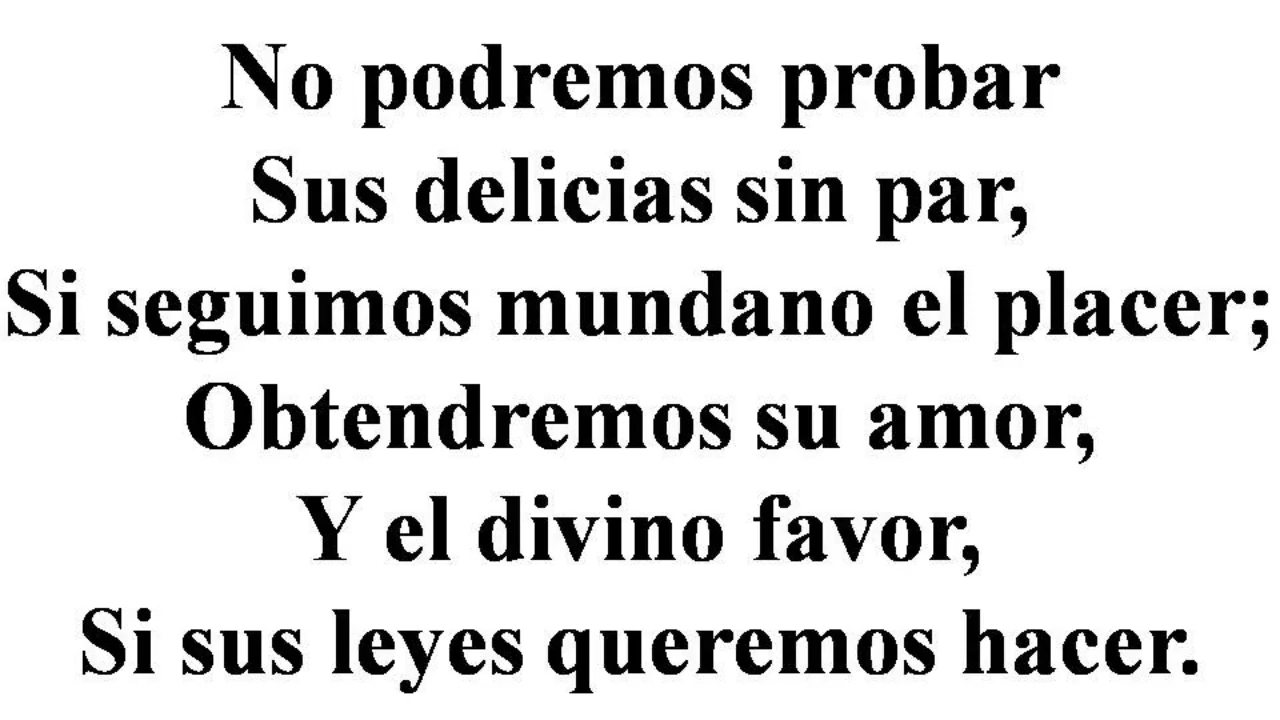 No podremos probar
Sus delicias sin par,
Si seguimos mundano el placer;
Obtendremos su amor,
Y el divino favor,
Si sus leyes queremos hacer.